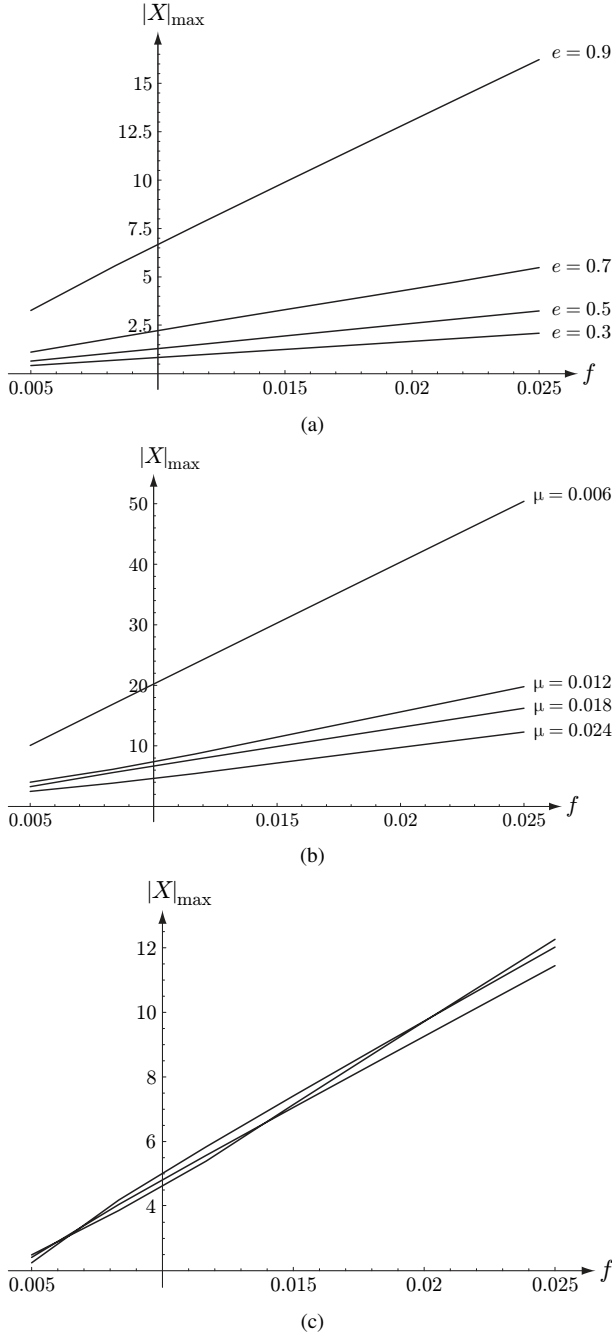 |X|max
15
12.5
10
7.5
5
2.5
e = 0.9
e = 0.7
e = 0.5
e = 0.3
0.005
0.015
0.02
0.025
f
(a)
|X|max
50
40
30
20
10
μ = 0.006
μ = 0.012
μ = 0.018
μ = 0.024
0.005
0.015
0.02
0.025
f
(b)
|X|max
12
10
8
6
4
0.005
0.015
0.02
0.025
f
(c)